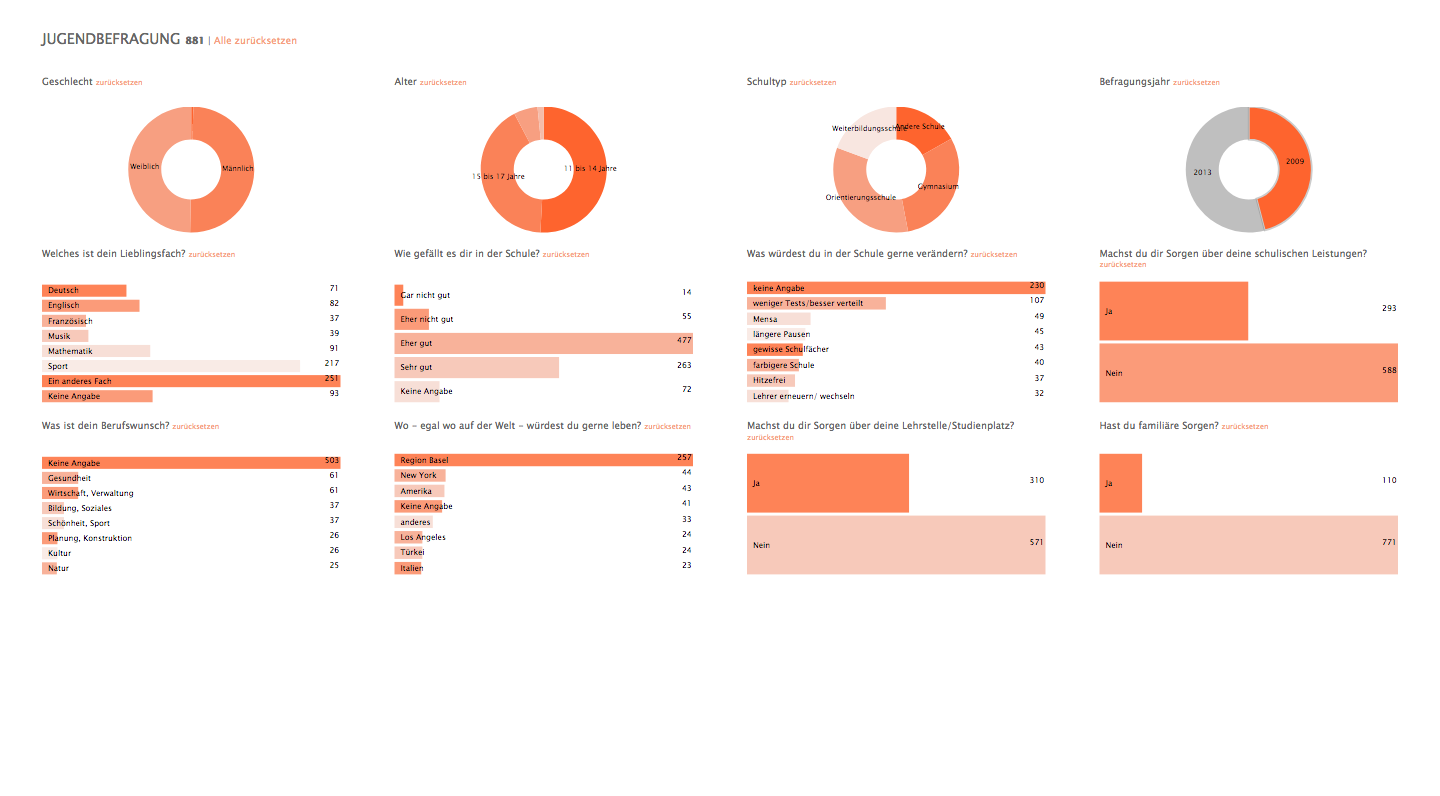 JUGENDBEFRAGUNG 881 | Alle zurücksetzen
Geschlecht zurücksetzen
Weiblich
Männlich
Alter zurücksetzen
15 bis 17 Jahre
11 bis 14 Jahre
Schultyp zurücksetzen
Weiterbildungsschule
Andere Schule
Gymnasium
Orientierungsschule
Befragungsjahr zurücksetzen
2009
2013
Welches ist dein Lieblingsfach? zurücksetzen
Deutsch 71
Englisch 82
Französisch 37
Musik 39
Mathematik 91
Sport 217
Ein anderes Fach 251
Keine Angabe 93
Wie gefällt es dir in der Schule? zurücksetzen
Gar nicht gut 14
Eher nicht gut 55
Eher gut 477
Sehr gut 263
Keine Angabe 72
Was würdest du in der Schule gerne verändern? zurücksetzen
keine Angabe 230
weniger Tests/besser verteilt 107
Mensa 49
längere Pausen 45
gewisse Schulfächer 43
farbigere Schule 40
Hitzefrei 37
Lehrer erneuern/ wechseln 32
Machst du dir Sorgen über deine schulischen Leistungen?
zurücksetzen
Ja 293
Nein 588
Was ist dein Berufswunsch? zurücksetzen
Keine Angabe 503
Gesundheit 61
Wirtschaft, Verwaltung 61
Bildung, Soziales 37
Schönheit, Sport 37
Planung, Konstruktion 26
Kultur 26
Natur 25
Wo – egal wo auf der Welt – würdest du gerne leben? zurücksetzen
Region Basel 257
New York 44
Amerika 43
Keine Angabe 41
anderes 33
Los Angeles 24
Türkei 24
Italien 23
Machst du dir Sorgen über deine Lehrstelle/Studienplatz?
zurücksetzen
Ja 310
Nein 571
Hast du familiäre Sorgen? zurücksetzen
Ja 110
Nein 771